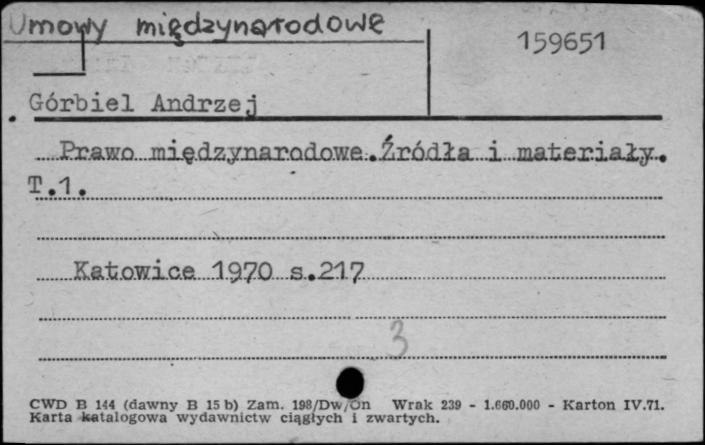 Umowy międzynarodowe
159651
Górbiel Andrzej
Prawo międzynarodowe. Źródła i materiały.
T.1.
Katowice 1970 s.217
3
CWD B 144 (dawny B 15 b) Zam. 198/Dw/On Wrak 239 - 1.660.000 - Karton IV.71.
Karta katalogowa wydawnictw ciągłych i zwartych.